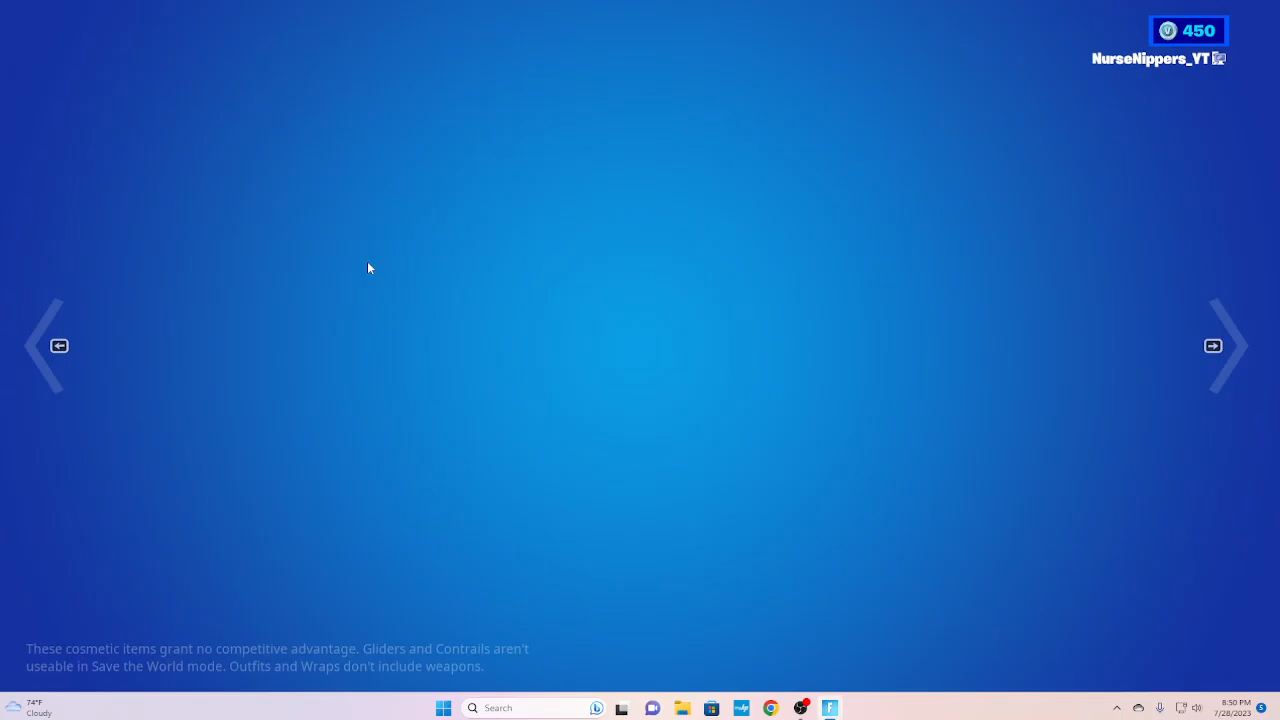 450
NurseNippers_YT
These cosmetic items grant no competitive advantage. Gliders and Contrails aren't
useable in Save the World mode. Outfits and Wraps don't include weapons.
74°F
Cloudy
Search
8:50 PM
7/28/2023